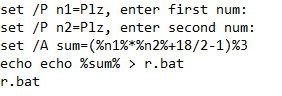 set /P n1=Plz, enter first num:
set /P n2=Plz, enter second num:
set /A sum=(%n1%*%n2%+18/2-1)%3
echo echo %sum% > r.bat
r.bat